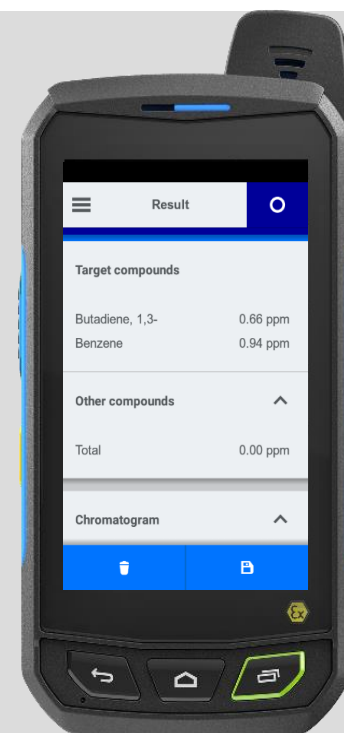 Result
Target compounds
Butadiene, 1,3- 0.66 ppm
Benzene 0.94 ppm
Other compounds
Total 0.00 ppm
Chromatogram
Ex